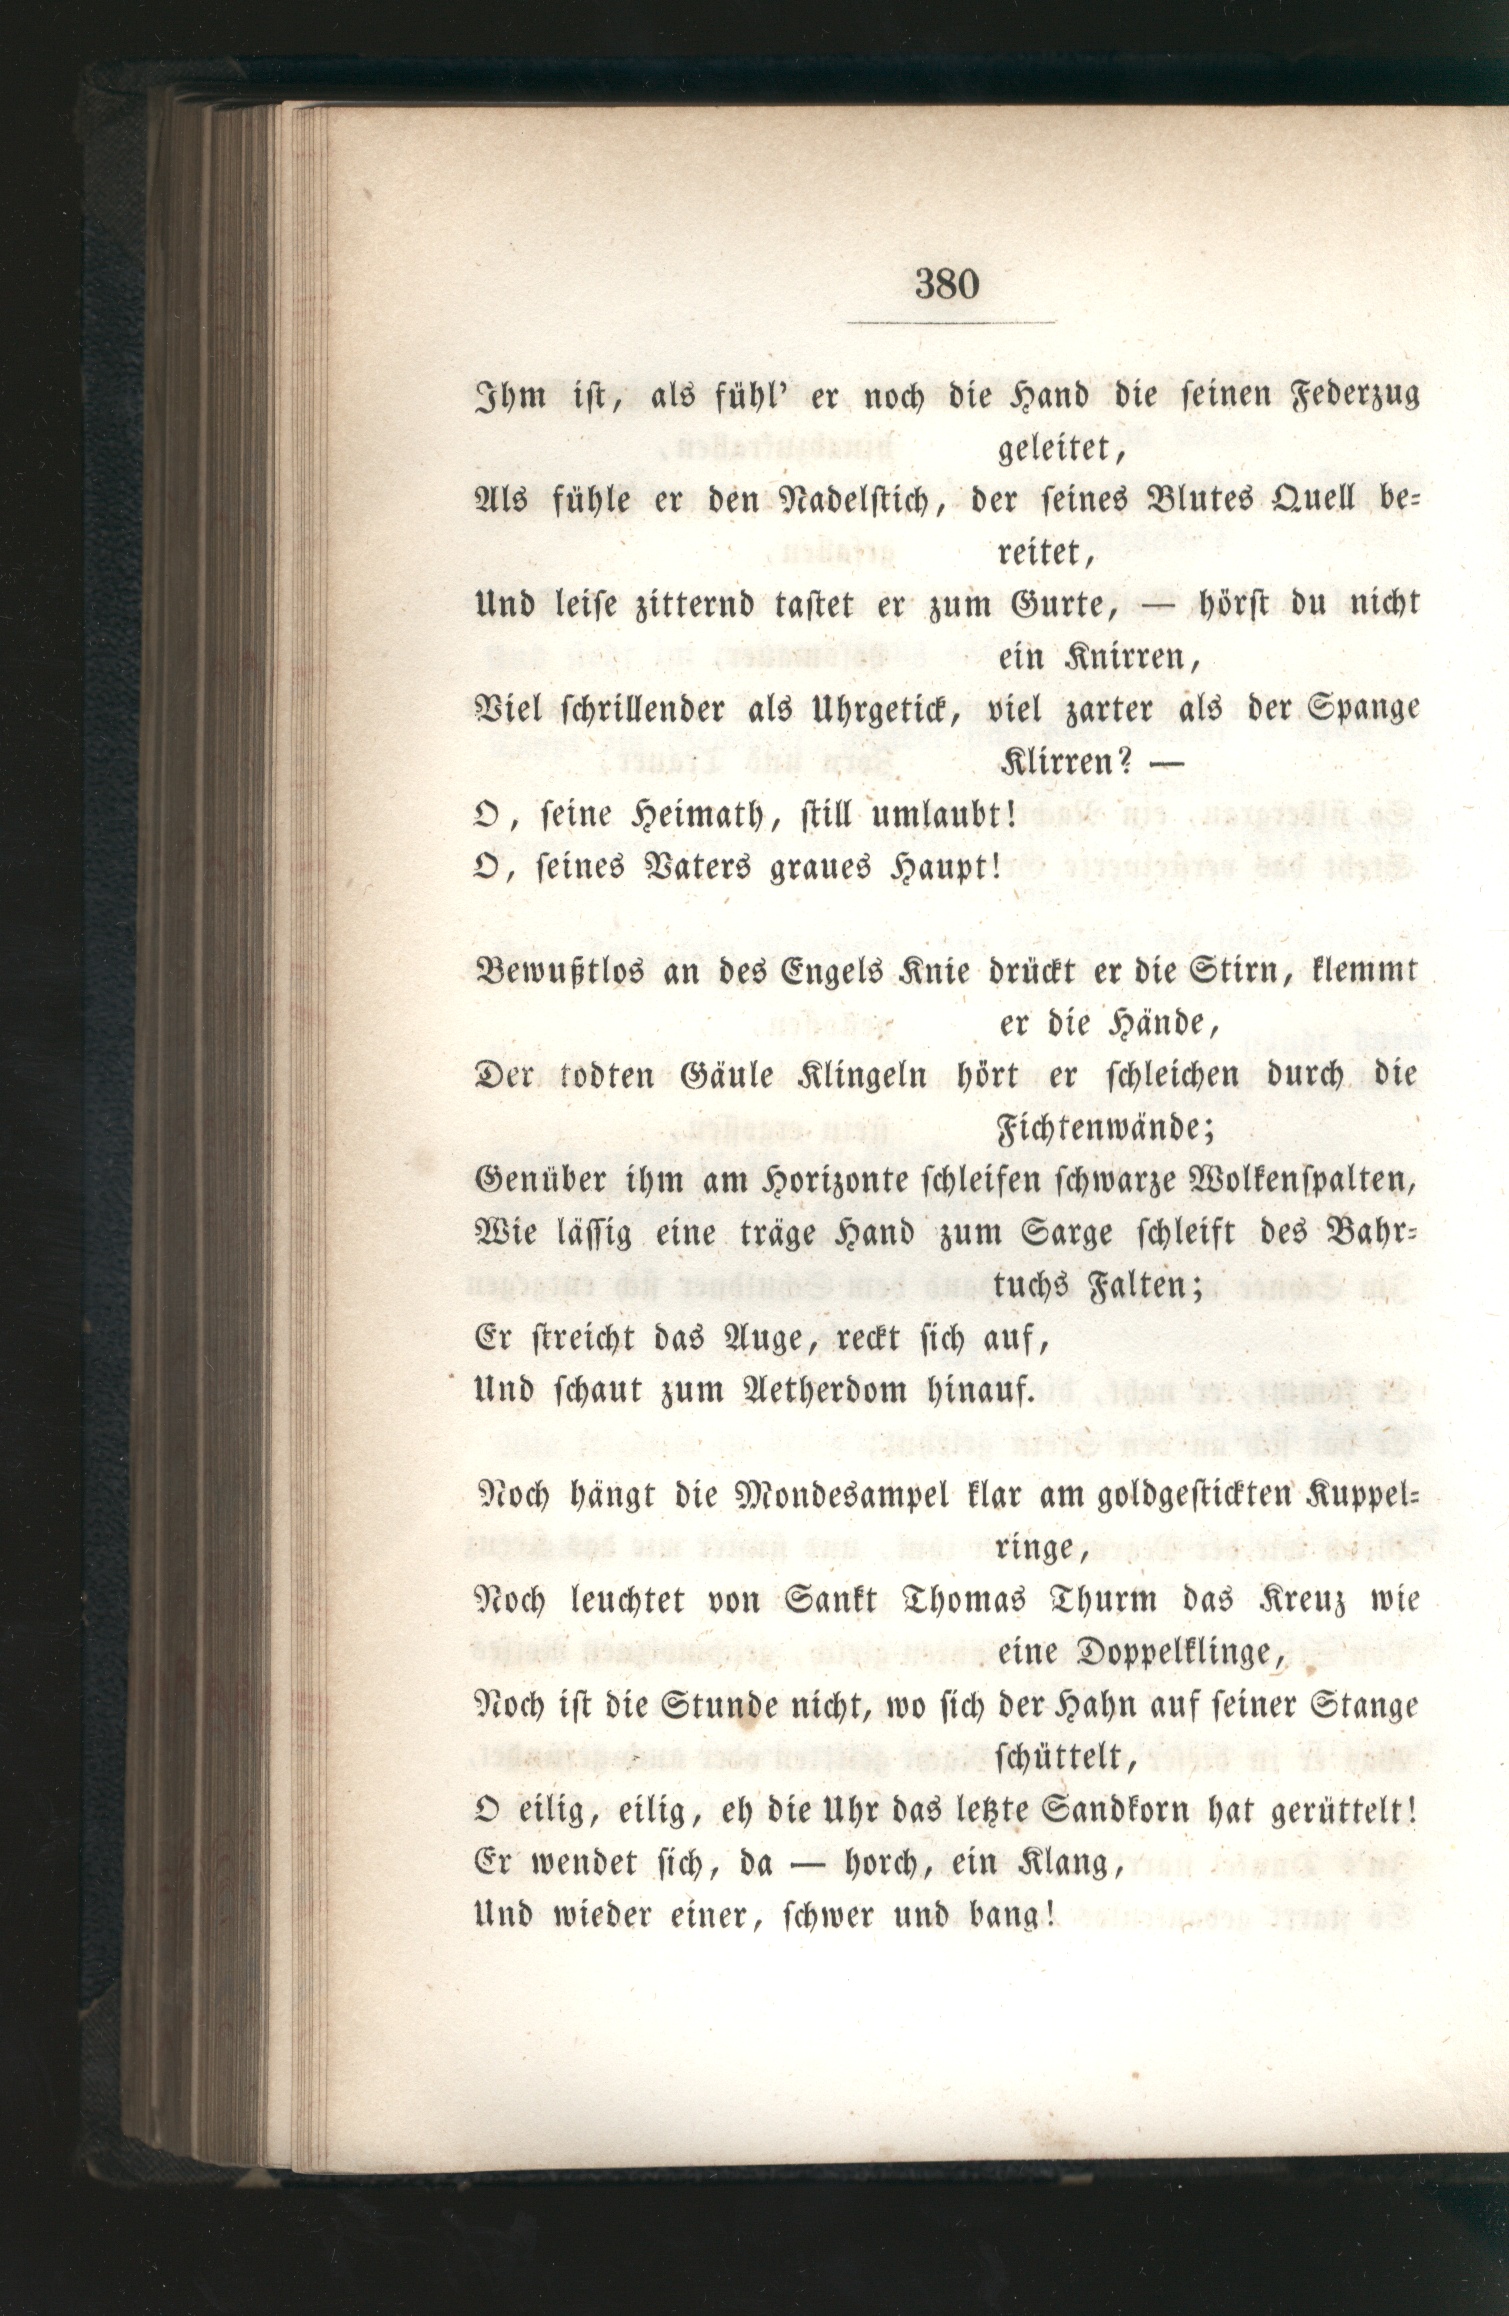 380
Ihm ist, als fühl' er noch die Hand die seinen Federzug
geleitet,
Als fühle er den Nadelstich, der seines Blutes Quell be-
reitet,
Und leise zitternd tastet er zum Gurte, — hörst du nicht
ein Knirren,
Viel schrillender als Uhrgetick, viel zarter als der Spange
Klirren? —
O, seine Heimath, still umlaubt!
O, seines Vaters graues Haupt!
Bewußtlos an des Engels Knie drückt er die Stirn, klemmt
er die Hände,
Der todten Gäule Klingeln hört er schleichen durch die
Fichtenwände;
Genüber ihm am Horizonte schleifen schwarze Wolkenspalten,
Wie lässig eine träge Hand zum Sarge schleift des Bahr-
tuchs Falten;
Er streicht das Auge, reckt sich auf,
Und schaut zum Aetherdom hinauf.
Noch hängt die Mondesampel klar am goldgestickten Kuppel-
ringe,
Noch leuchtet von Sankt Thomas Thurm das Kreuz wie
eine Doppelklinge,
Noch ist die Stunde nicht, wo sich der Hahn auf seiner Stange
schüttelt,
O eilig, eilig, eh die Uhr das letzte Sandkorn hat gerüttelt!
Er wendet sich, da — horch, ein Klang,
Und wieder einer, schwer und bang!